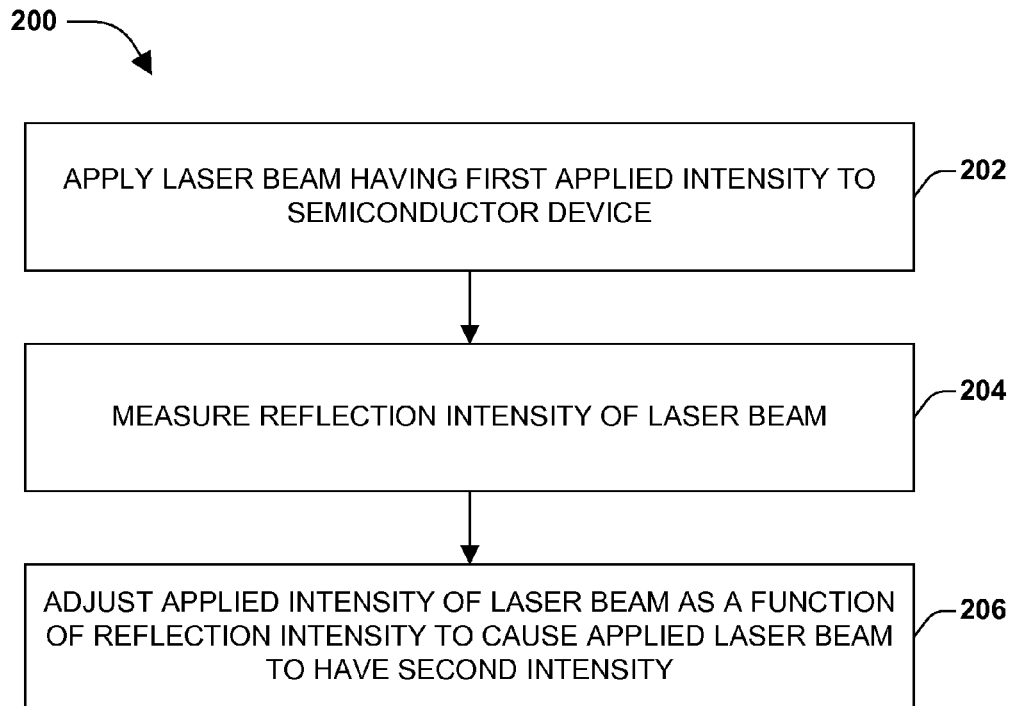 200
APPLY LASER BEAM HAVING FIRST APPLIED INTENSITY TO
SEMICONDUCTOR DEVICE
202
MEASURE REFLECTION INTENSITY OF LASER BEAM
204
ADJUST APPLIED INTENSITY OF LASER BEAM AS A FUNCTION
OF REFLECTION INTENSITY TO CAUSE APPLIED LASER BEAM
TO HAVE SECOND INTENSITY
206